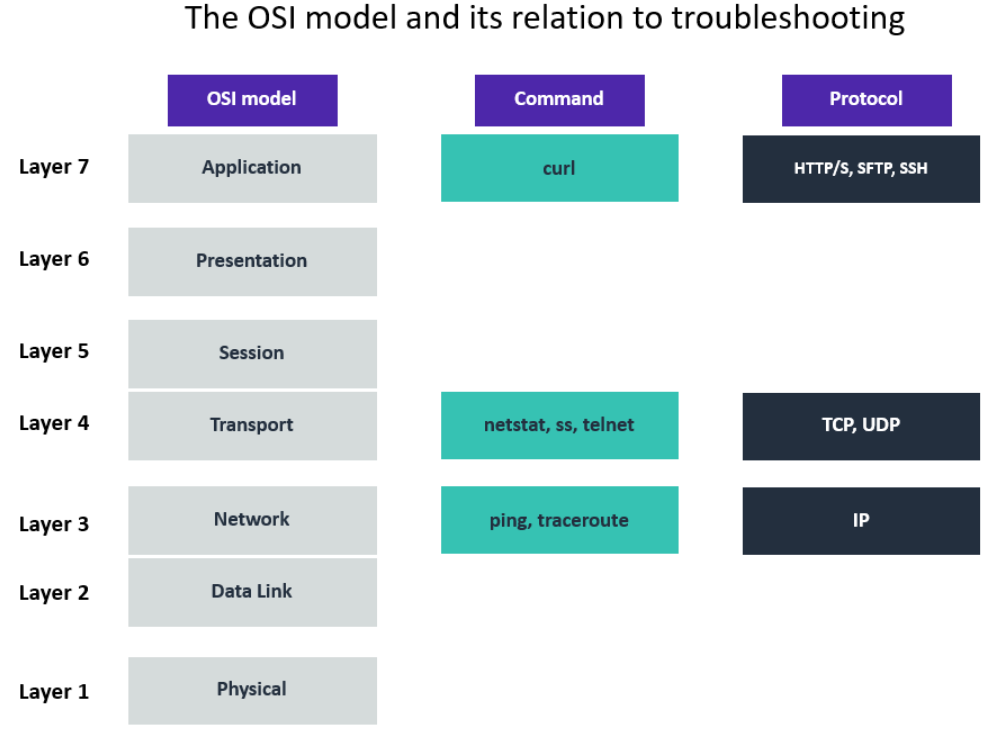 The OSI model and its relation to troubleshooting
OSI model Command Protocol
Layer 7 Application curl HTTP/S, SFTP, SSH
Layer 6 Presentation
Layer 5 Session
Layer 4 Transport netstat, ss, telnet TCP, UDP
Layer 3 Network ping, traceroute IP
Layer 2 Data Link
Layer 1 Physical